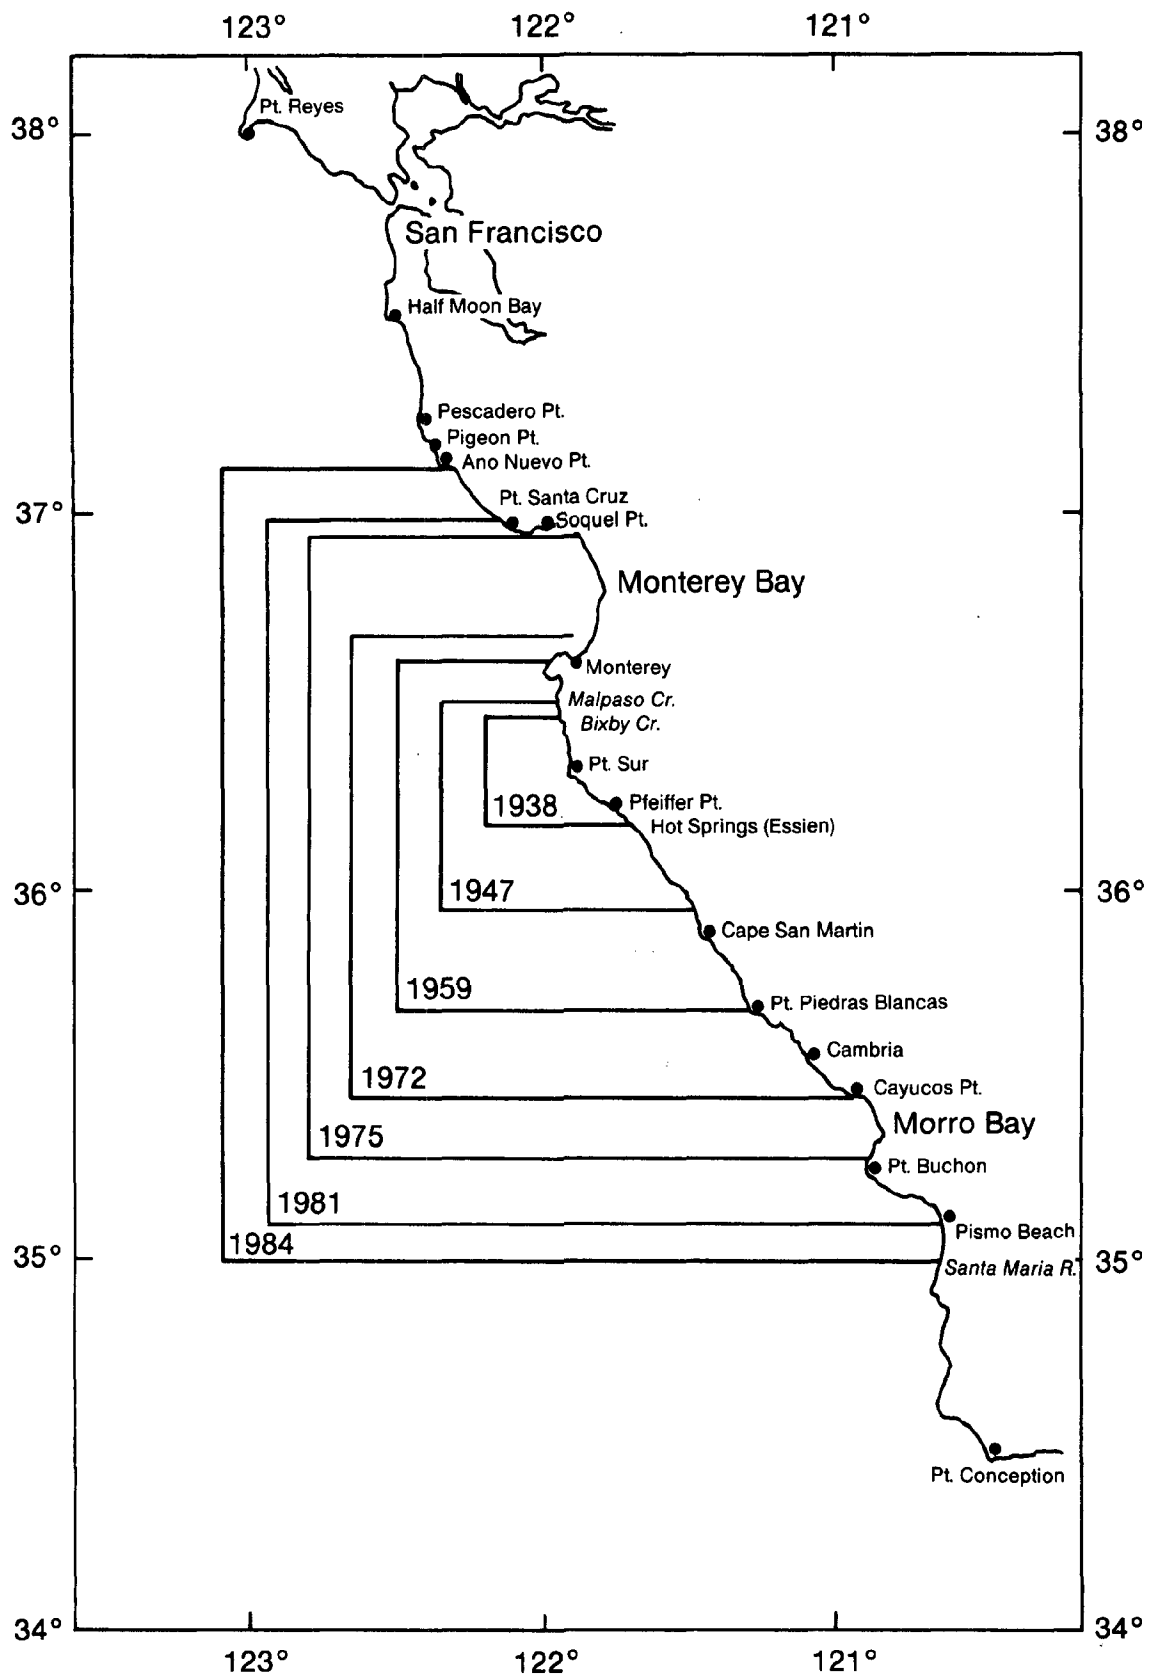 123° 122° 121°
Pt. Reyes
38° 38°
San Francisco
Half Moon Bay
Pescadero Pt.
Pigeon Pt.
Ano Nuevo Pt.
Pt. Santa Cruz
37° Soquel Pt.
Monterey Bay
Monterey
Malpaso Cr.
Bixby Cr.
Pt. Sur
1938 Pfeiffer Pt.
Hot Springs (Essien)
36° 1947 36°
Cape San Martin
1959 Pt. Piedras Blancas
Cambria
1972 Cayucos Pt.
Morro Bay
1975
Pt. Buchon
1981
Pismo Beach
35° 1984 35°
Santa Maria R.
Pt. Conception
34° 34°
123° 122° 121°